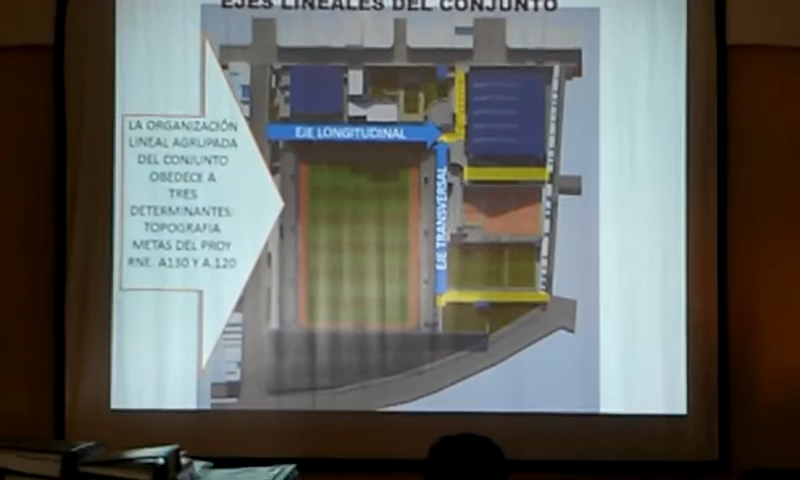 EJES LINEALES DEL CONJUNTO
LA ORGANIZACIÓN
LINEAL AGRUPADA
DEL CONJUNTO
OBEDECE A
TRES
DETERMINANTES:
TOPOGRAFIA
METAS DEL PROY
RNE. A130 Y A.120
EJE LONGITUDINAL
EJE TRANSVERSAL